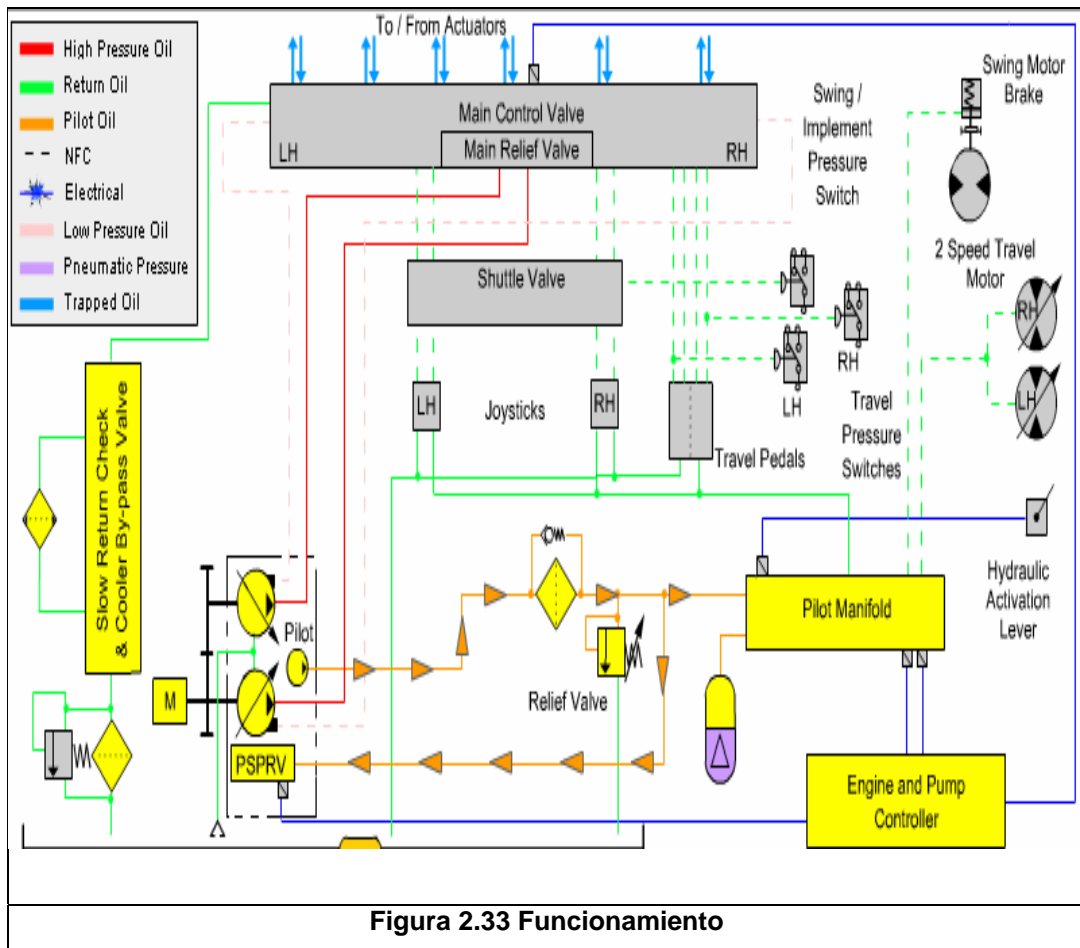 To / From Actuators
High Pressure Oil
Return Oil
Pilot Oil
NFC
Electrical
Low Pressure Oil
Pneumatic Pressure
Trapped Oil
Main Control Valve
Main Relief Valve
LH
RH
Swing /
Implement
Pressure
Switch
Swing Motor
Brake
2 Speed Travel
Motor
RH
LH
Shuttle Valve
RH
LH
Travel
Pressure
Switches
LH
Joysticks
RH
Travel Pedals
Slow Return Check
& Cooler By-pass Valve
Pilot
M
PSPRV
Relief Valve
Pilot Manifold
Hydraulic
Activation
Lever
Engine and Pump
Controller
Figura 2.33 Funcionamiento